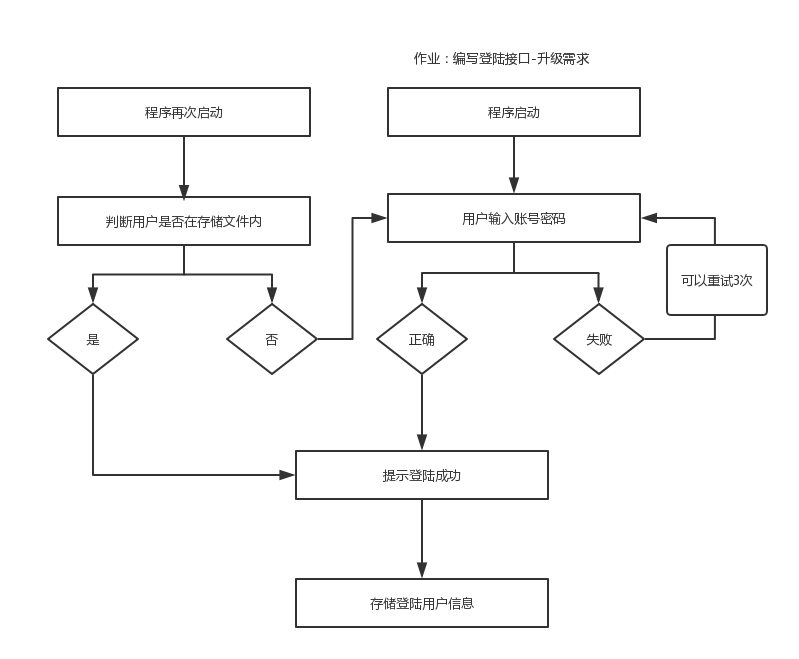 作业：编写登陆接口-升级需求
程序再次启动
程序启动
判断用户是否在存储文件内
用户输入账号密码
可以重试3次
是
否
正确
失败
提示登陆成功
存储登陆用户信息